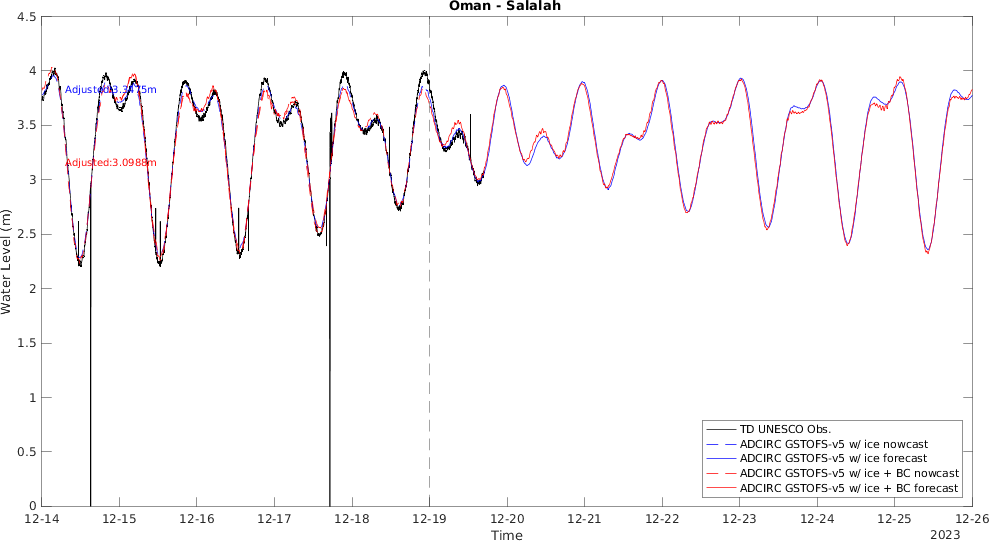 Oman - Salalah
4.5
4
3.5
3
2.5
2
1.5
1
0.5
0
Water Level (m)
Adjusted:3.3475m
Adjusted:3.0988m
TD UNESCO Obs.
ADCIRC GSTOFS-v5 w/ ice nowcast
ADCIRC GSTOFS-v5 w/ ice forecast
ADCIRC GSTOFS-v5 w/ ice + BC nowcast
ADCIRC GSTOFS-v5 w/ ice + BC forecast
12-14 12-15 12-16 12-17 12-18 12-19 12-20 12-21 12-22 12-23 12-24 12-25 12-26
Time
2023